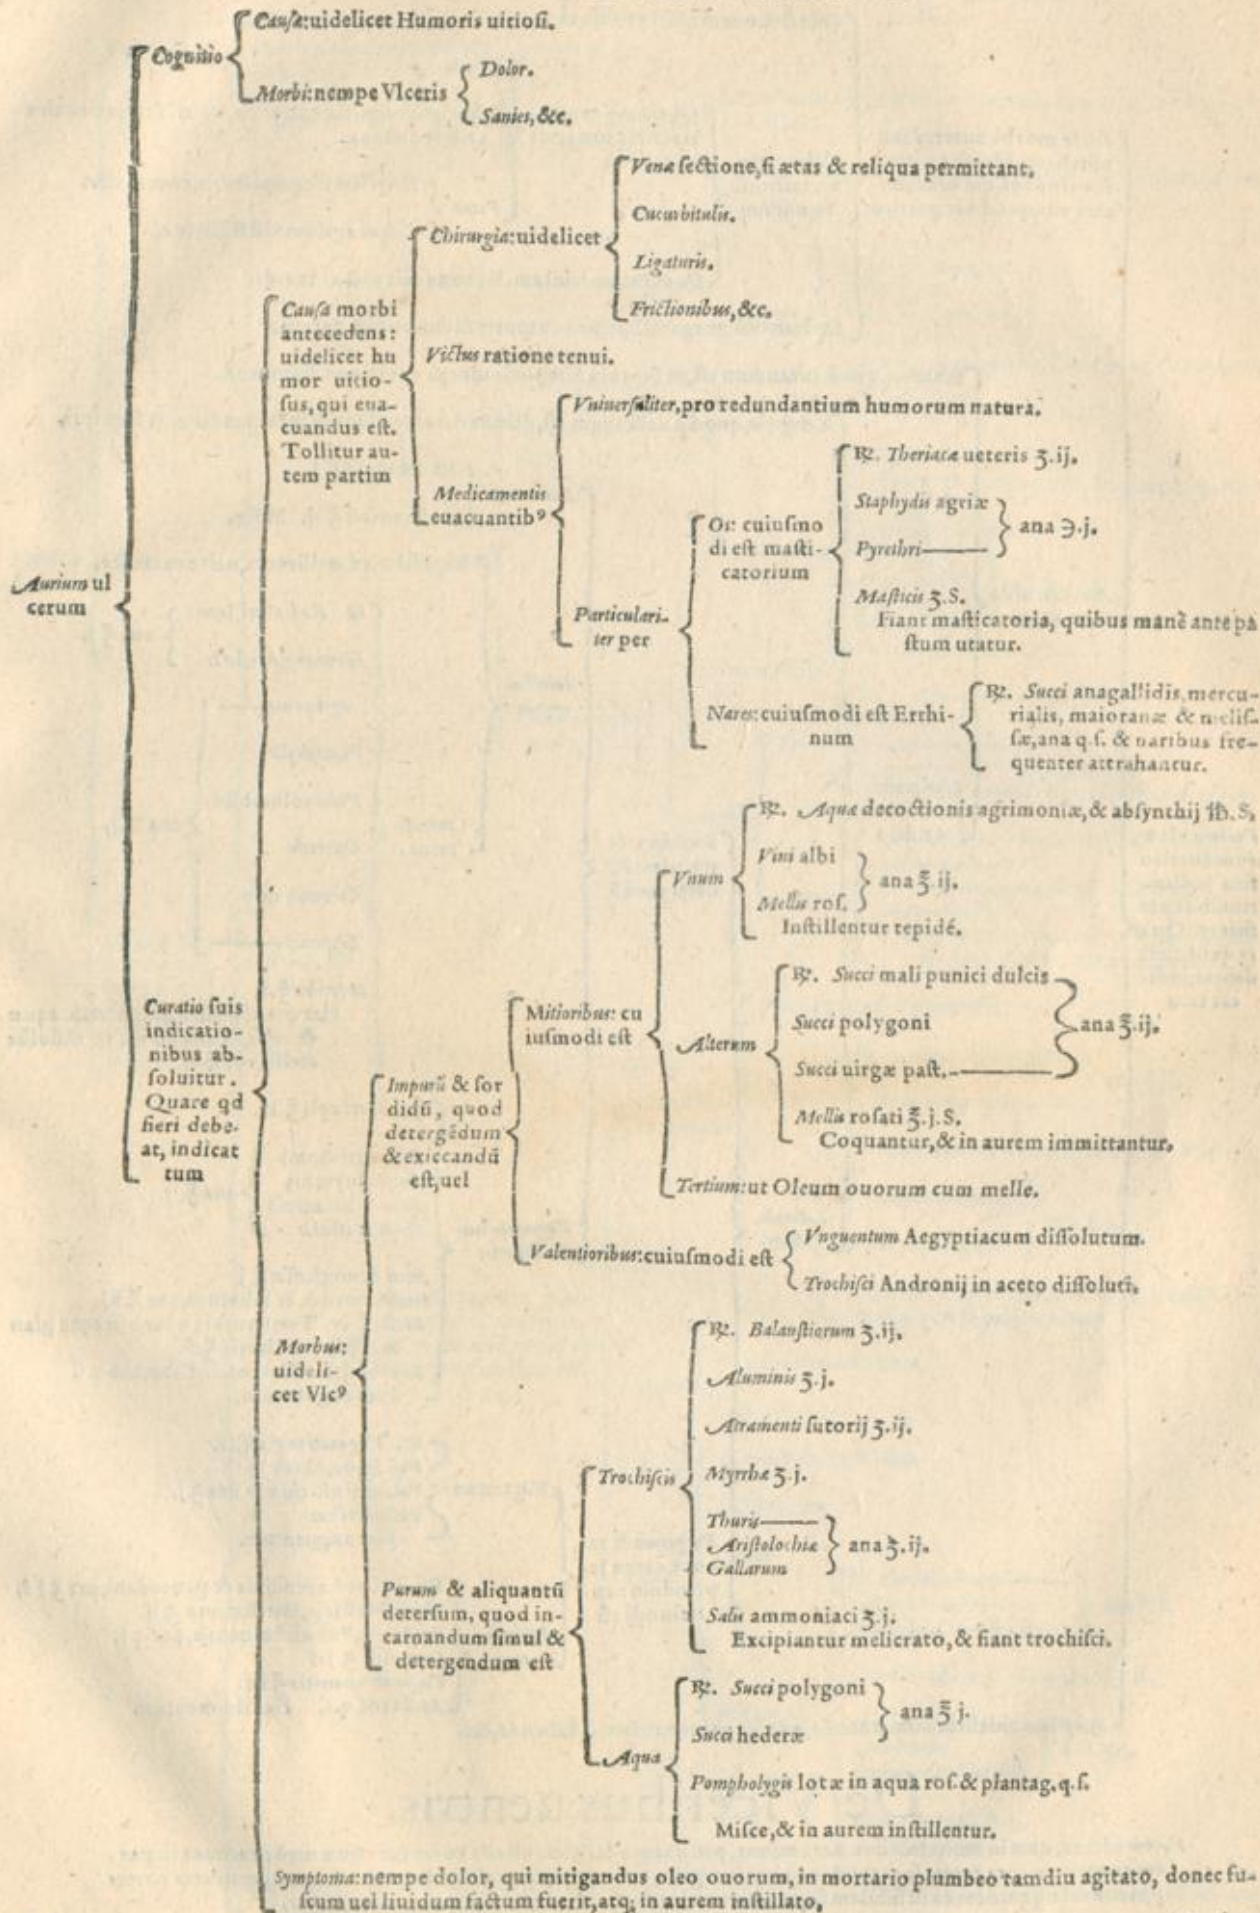 Cauſæ: uidelicet Humoris uitioſi.
Cognitio
Morbi: nempe Vlceris
Dolor.
Sanies, &c.
Venæ ſectione, ſi ætas & reliqua permittant.
Cucurbitulis.
Chirurgia: uidelicet
Ligaturis.
Frictionibus, &c.
Cauſa morbi
antecedens:
uidelicet hu
mor uitio-
ſus, qui eua-
cuandus eſt.
Tollitur au-
tem partim
Victus ratione tenui.
Medicamentis
euacuantibꝰ
Vniuerſaliter, pro redundantium humorum natura.
Particulari-
ter per
Os: cuiuſmo
di eſt maſti-
catorium
℞. Theriacæ ueteris ʒ.ij.
Staphydis agriæ
Pyrethri
ana ℈.j.
Maſticis ʒ.S.
Fiant maſticatoria, quibus manè ante pa
ſtum utatur.
Nares: cuiuſmodi eſt Errhi-
num
℞. Succi anagallidis, mercu-
rialis, maioranæ & meliſ-
ſæ, ana q.ſ. & naribus fre-
quenter attrahantur.
Aurium ul
cerum
Curatio ſuis
indicatio-
nibus ab-
ſoluitur.
Quare qd
fieri debe-
at, indicat
tum
Morbus:
uideli-
cet Vlcꝰ
Impurū & ſor
didū, quod
detergēdum
& exiccandū
eſt, uel
Mitioribus: cu
iuſmodi eſt
Vnum
℞. Aquæ decoctionis agrimoniæ, & abſynthij ℔.S.
Vini albi
Mellis roſ.
ana ℥.ij.
Inſtillentur tepidé.
Alterum
℞. Succi mali punici dulcis
Succi polygoni
Succi uirgæ paſt.
ana ℥.ij.
Mellis roſati ℥.j.S.
Coquantur, & in aurem immittantur.
Tertium: ut Oleum ouorum cum melle.
Valentioribus: cuiuſmodi eſt
Vnguentum Aegyptiacum diſſolutum.
Trochiſci Andronij in aceto diſſoluti.
Purum & aliquantū
deterſum, quod in-
carnandum ſimul &
detergendum eſt
Trochiſcis
℞. Balauſtiorum ʒ.ij.
Aluminis ʒ.j.
Atramenti ſutorij ʒ.ij.
Myrrhæ ʒ.j.
Thuris
Ariſtolochiæ
Gallarum
ana ʒ.ij.
Salis ammoniaci ʒ.j.
Excipiantur melicrato, & fiant trochiſci.
Aqua
℞. Succi polygoni
Succi hederæ
ana ℥ j.
Pompholygis lotæ in aqua roſ. & plantag. q.ſ.
Miſce, & in aurem inſtillentur.
Symptoma: nempe dolor, qui mitigandus oleo ouorum, in mortario plumbeo tamdiu agitato, donec fu-
ſcum uel liuidum factum fuerit, atq; in aurem inſtillato.